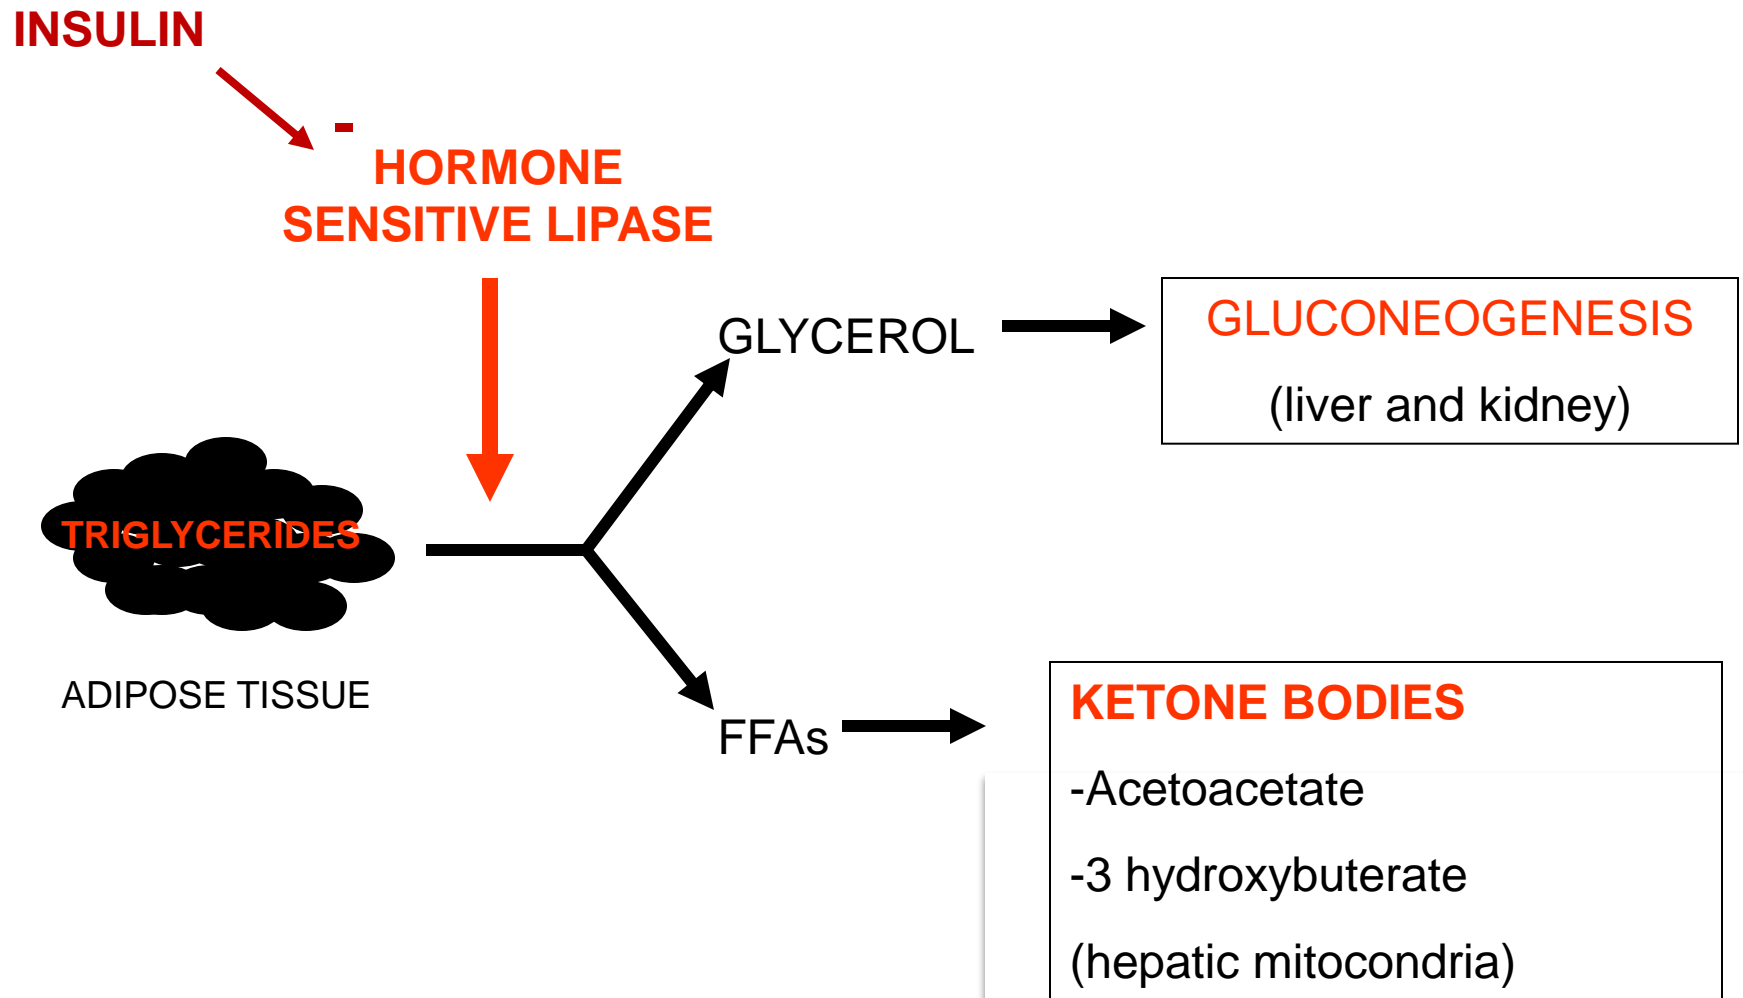 INSULIN
-
HORMONE
SENSITIVE LIPASE
GLYCEROL
GLUCONEOGENESIS
(liver and kidney)
TRIGLYCERIDES
ADIPOSE TISSUE
FFAs
KETONE BODIES
-Acetoacetate
-3 hydroxybuterate
(hepatic mitocondria)